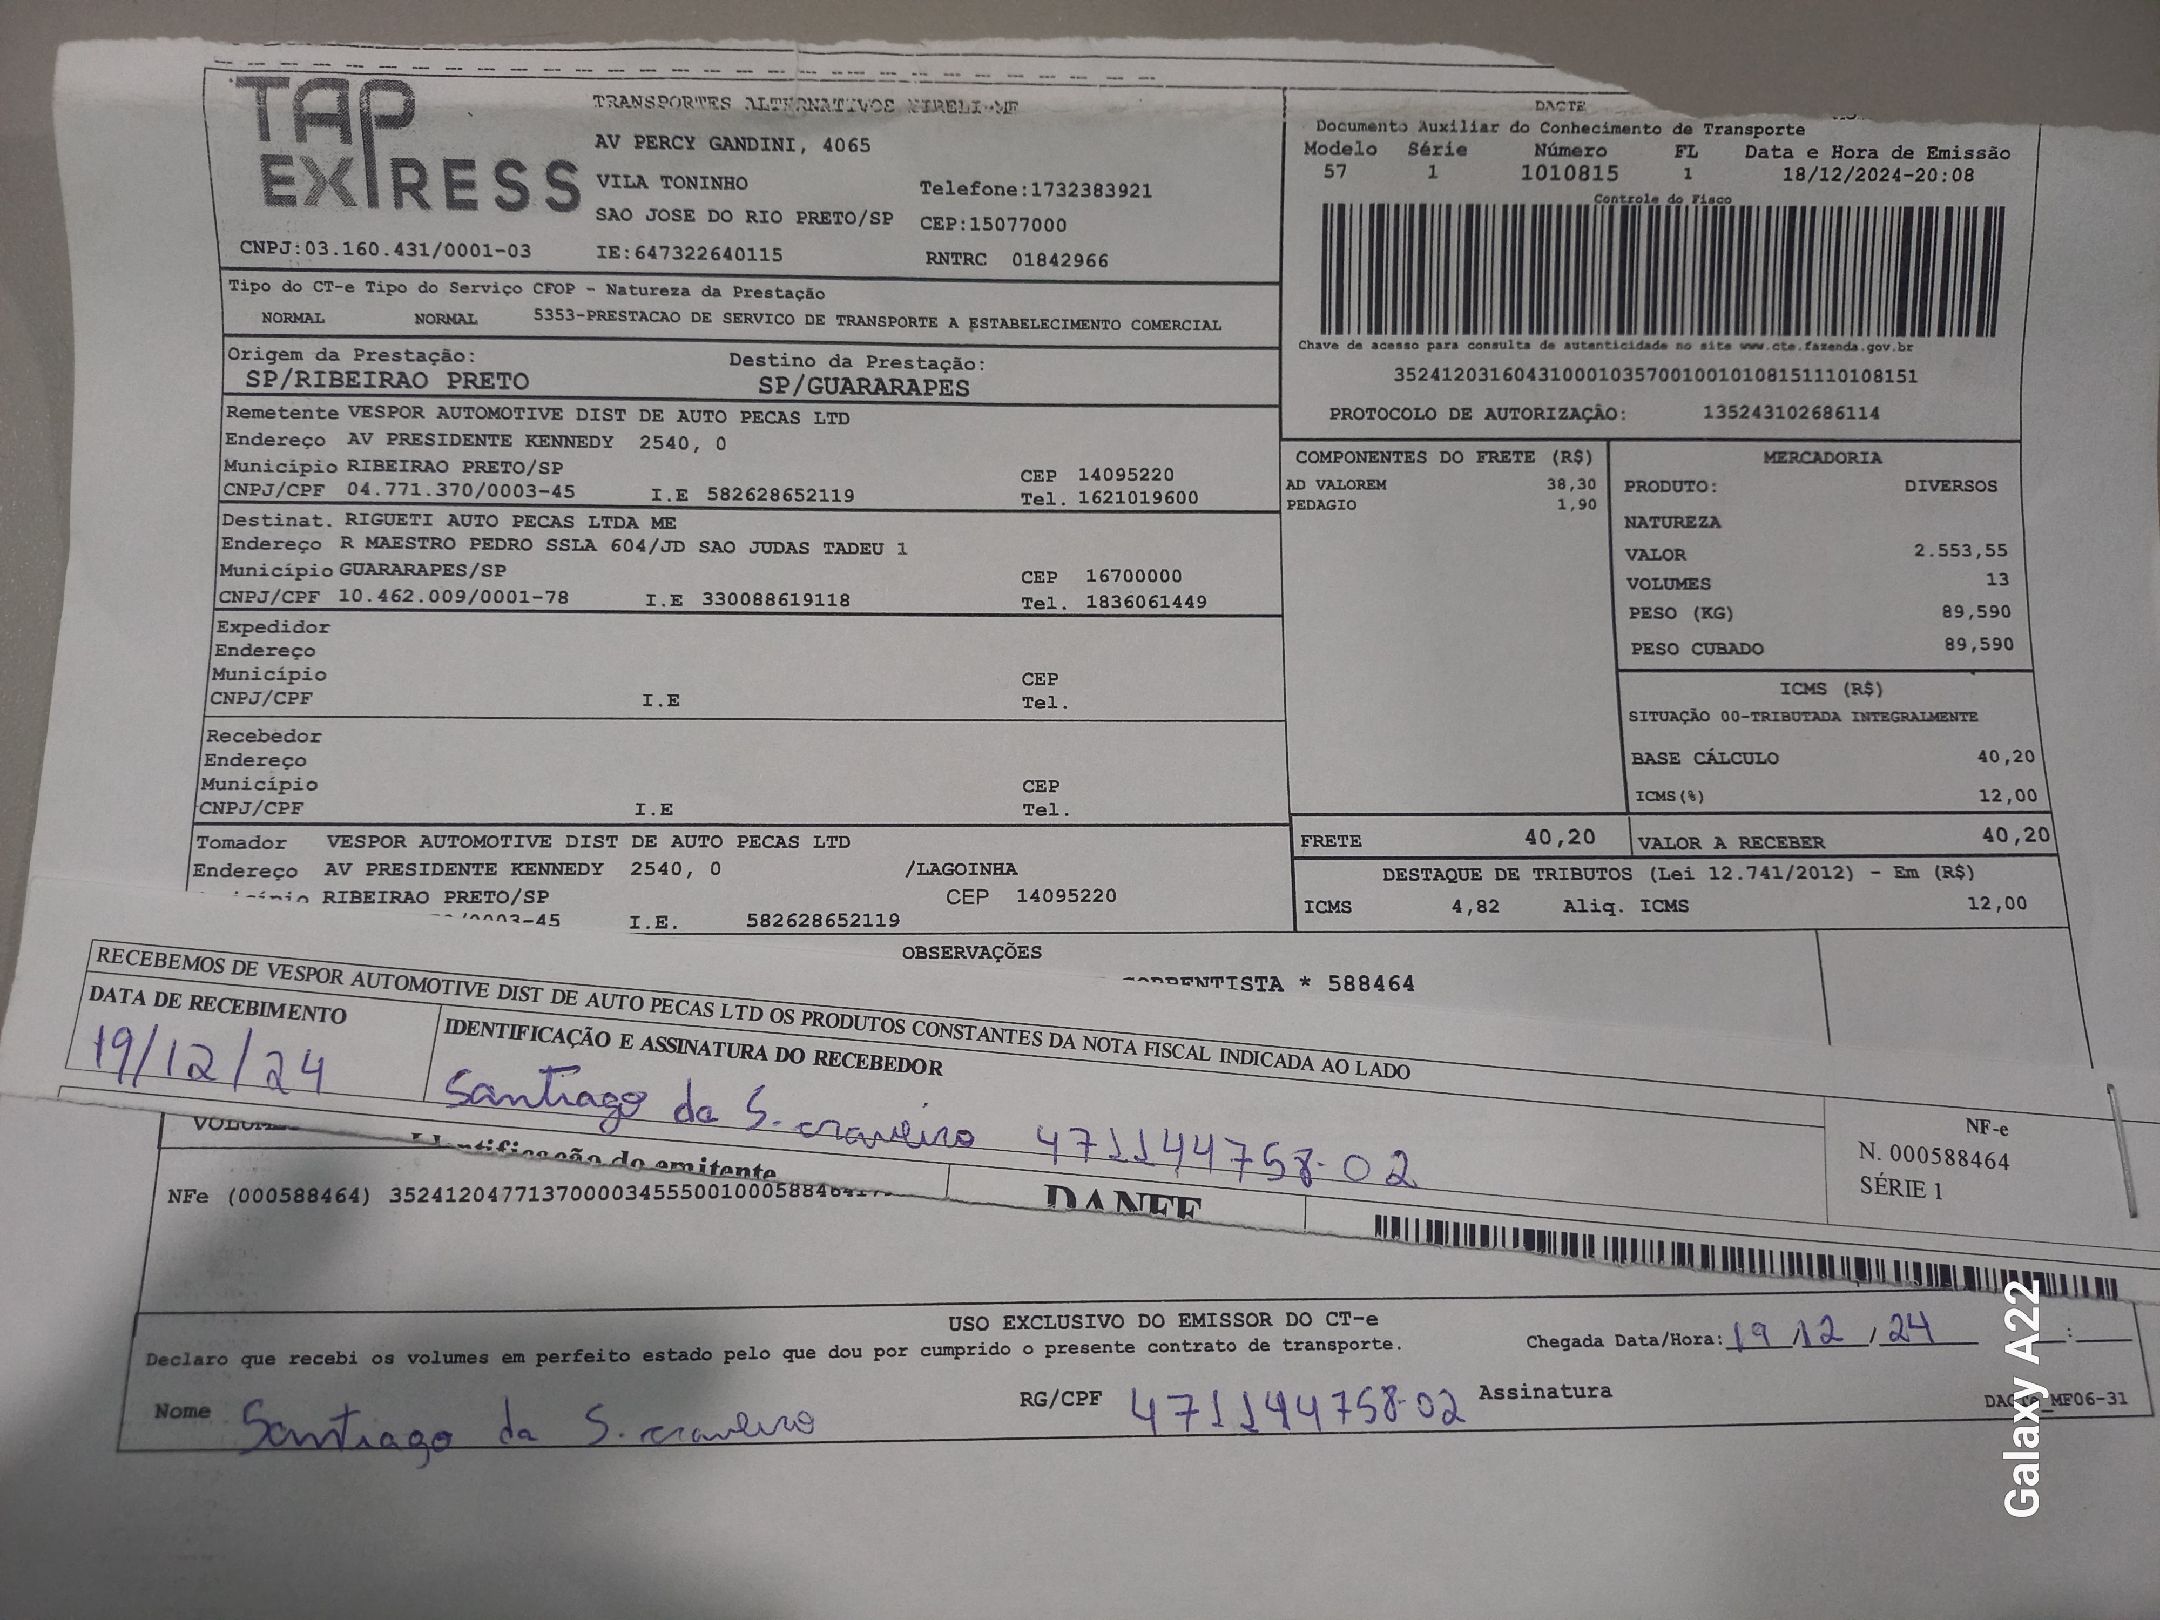 TAP EXPRESS
TRANSPORTES ALTERNATIVOS EIRELI-ME
AV PERCY GANDINI, 4065
VILA TONINHO Telefone:1732383921
SAO JOSE DO RIO PRETO/SP CEP:15077000
CNPJ:03.160.431/0001-03 IE:647322640115 RNTRC 01842966
DACTE
Documento Auxiliar do Conhecimento de Transporte
Modelo Série Número FL Data e Hora de Emissão
57 1 1010815 1 18/12/2024-20:08
Controle do Fisco
Chave de acesso para consulta de autenticidade no site www.cte.fazenda.gov.br
35241203160431000103570010010108151110108151
PROTOCOLO DE AUTORIZAÇÃO: 135243102686114
Tipo do CT-e Tipo do Serviço CFOP - Natureza da Prestação
NORMAL NORMAL 5353-PRESTACAO DE SERVICO DE TRANSPORTE A ESTABELECIMENTO COMERCIAL
Origem da Prestação: Destino da Prestação:
SP/RIBEIRAO PRETO SP/GUARARAPES
Remetente VESPOR AUTOMOTIVE DIST DE AUTO PECAS LTD
Endereço AV PRESIDENTE KENNEDY 2540, 0
Município RIBEIRAO PRETO/SP CEP 14095220
CNPJ/CPF 04.771.370/0003-45 I.E 582628652119 Tel. 1621019600
Destinat. RIGUETI AUTO PECAS LTDA ME
Endereço R MAESTRO PEDRO SSLA 604/JD SAO JUDAS TADEU 1
Município GUARARAPES/SP CEP 16700000
CNPJ/CPF 10.462.009/0001-78 I.E 330088619118 Tel. 1836061449
Expedidor
Endereço
Município CEP
CNPJ/CPF I.E Tel.
Recebedor
Endereço
Município CEP
CNPJ/CPF I.E Tel.
Tomador VESPOR AUTOMOTIVE DIST DE AUTO PECAS LTD
Endereço AV PRESIDENTE KENNEDY 2540, 0 /LAGOINHA
RIBEIRAO PRETO/SP CEP 14095220
/0003-45 I.E. 582628652119
COMPONENTES DO FRETE (R$)
AD VALOREM 38,30
PEDAGIO 1,90
MERCADORIA
PRODUTO: DIVERSOS
NATUREZA
VALOR 2.553,55
VOLUMES 13
PESO (KG) 89,590
PESO CUBADO 89,590
ICMS (R$)
SITUAÇÃO 00-TRIBUTADA INTEGRALMENTE
BASE CÁLCULO 40,20
ICMS(%) 12,00
FRETE 40,20 VALOR A RECEBER 40,20
DESTAQUE DE TRIBUTOS (Lei 12.741/2012) - Em (R$)
ICMS 4,82 Aliq. ICMS 12,00
OBSERVAÇÕES
* 588464
RECEBEMOS DE VESPOR AUTOMOTIVE DIST DE AUTO PECAS LTD OS PRODUTOS CONSTANTES DA NOTA FISCAL INDICADA AO LADO
DATA DE RECEBIMENTO IDENTIFICAÇÃO E ASSINATURA DO RECEBEDOR
19/12/24 Santiago da S. craveiro 471144758-02
NF-e
N. 000588464
SÉRIE 1
Identificação do emitente
DANFE
NFe (000588464)
USO EXCLUSIVO DO EMISSOR DO CT-e
Declaro que recebi os volumes em perfeito estado pelo que dou por cumprido o presente contrato de transporte.
Chegada Data/Hora: 19/12/24 :
Nome Santiago da S. craveiro RG/CPF 471144758-02 Assinatura
MF06-31
Galaxy A22